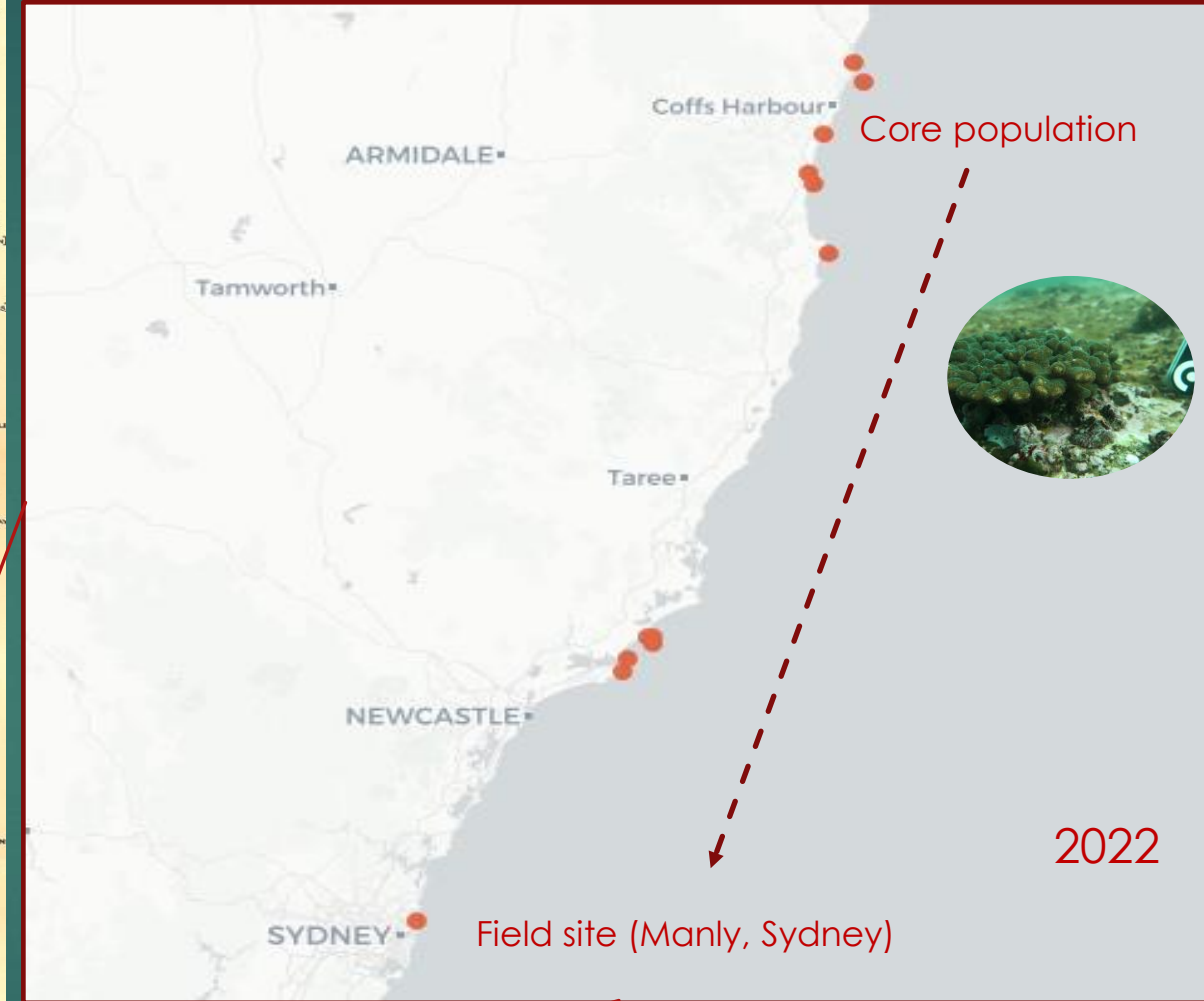 Coffs Harbour
Core population
ARMIDALE
Tamworth
Taree
NEWCASTLE
2022
SYDNEY
Field site (Manly, Sydney)